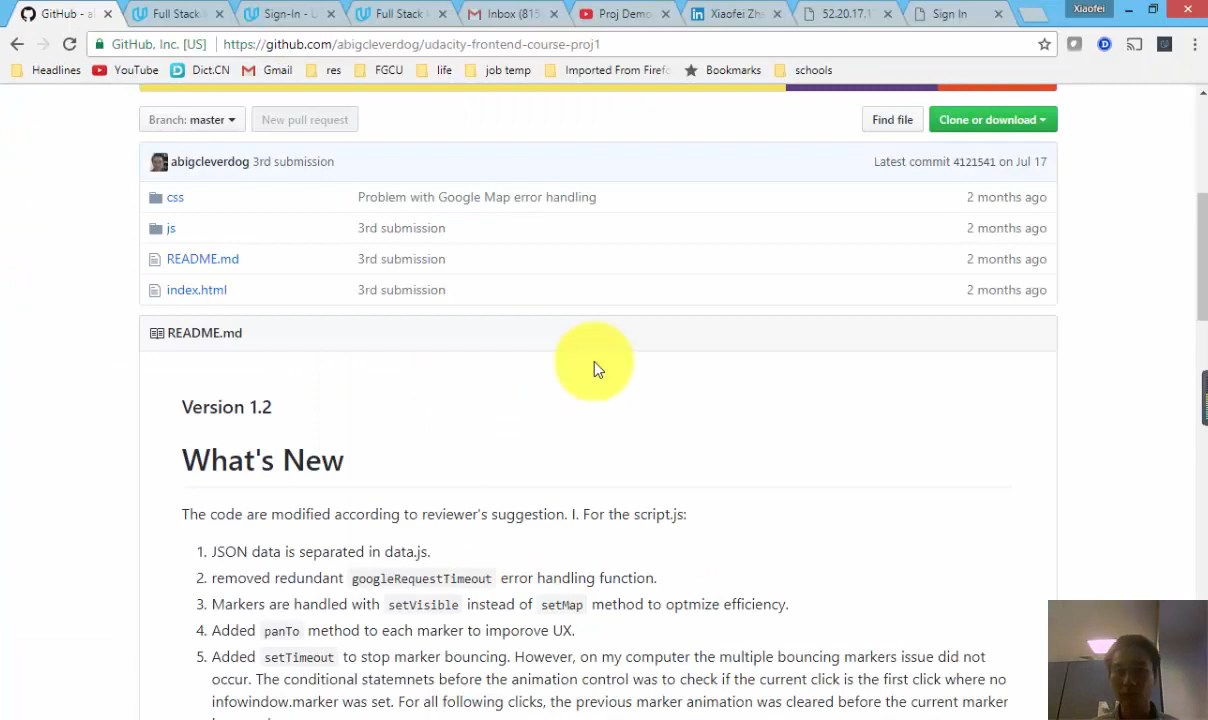 GitHub - a
Full Stack
Sign-In - U
Full Stack
Inbox (815
Proj Demo
Xiaofei Zha
52.20.17.1
Sign In
Xiaofei
GitHub, Inc. [US]
https://github.com/abigcleverdog/udacity-frontend-course-proj1
Headlines
YouTube
Dict.CN
Gmail
res
FGCU
life
job temp
Imported From Firefo
Bookmarks
schools
Branch: master
New pull request
Find file
Clone or download
abigcleverdog 3rd submission
Latest commit 4121541 on Jul 17
css
Problem with Google Map error handling
2 months ago
js
3rd submission
2 months ago
README.md
3rd submission
2 months ago
index.html
3rd submission
2 months ago
README.md
Version 1.2
What's New
The code are modified according to reviewer's suggestion. I. For the script.js:
1. JSON data is separated in data.js.
2. removed redundant googleRequestTimeout error handling function.
3. Markers are handled with setVisible instead of setMap method to optmize efficiency.
4. Added panTo method to each marker to imporove UX.
5. Added setTimeout to stop marker bouncing. However, on my computer the multiple bouncing markers issue did not
occur. The conditional statemnets before the animation control was to check if the current click is the first click where no
infowindow.marker was set. For all following clicks, the previous marker animation was cleared before the current marker